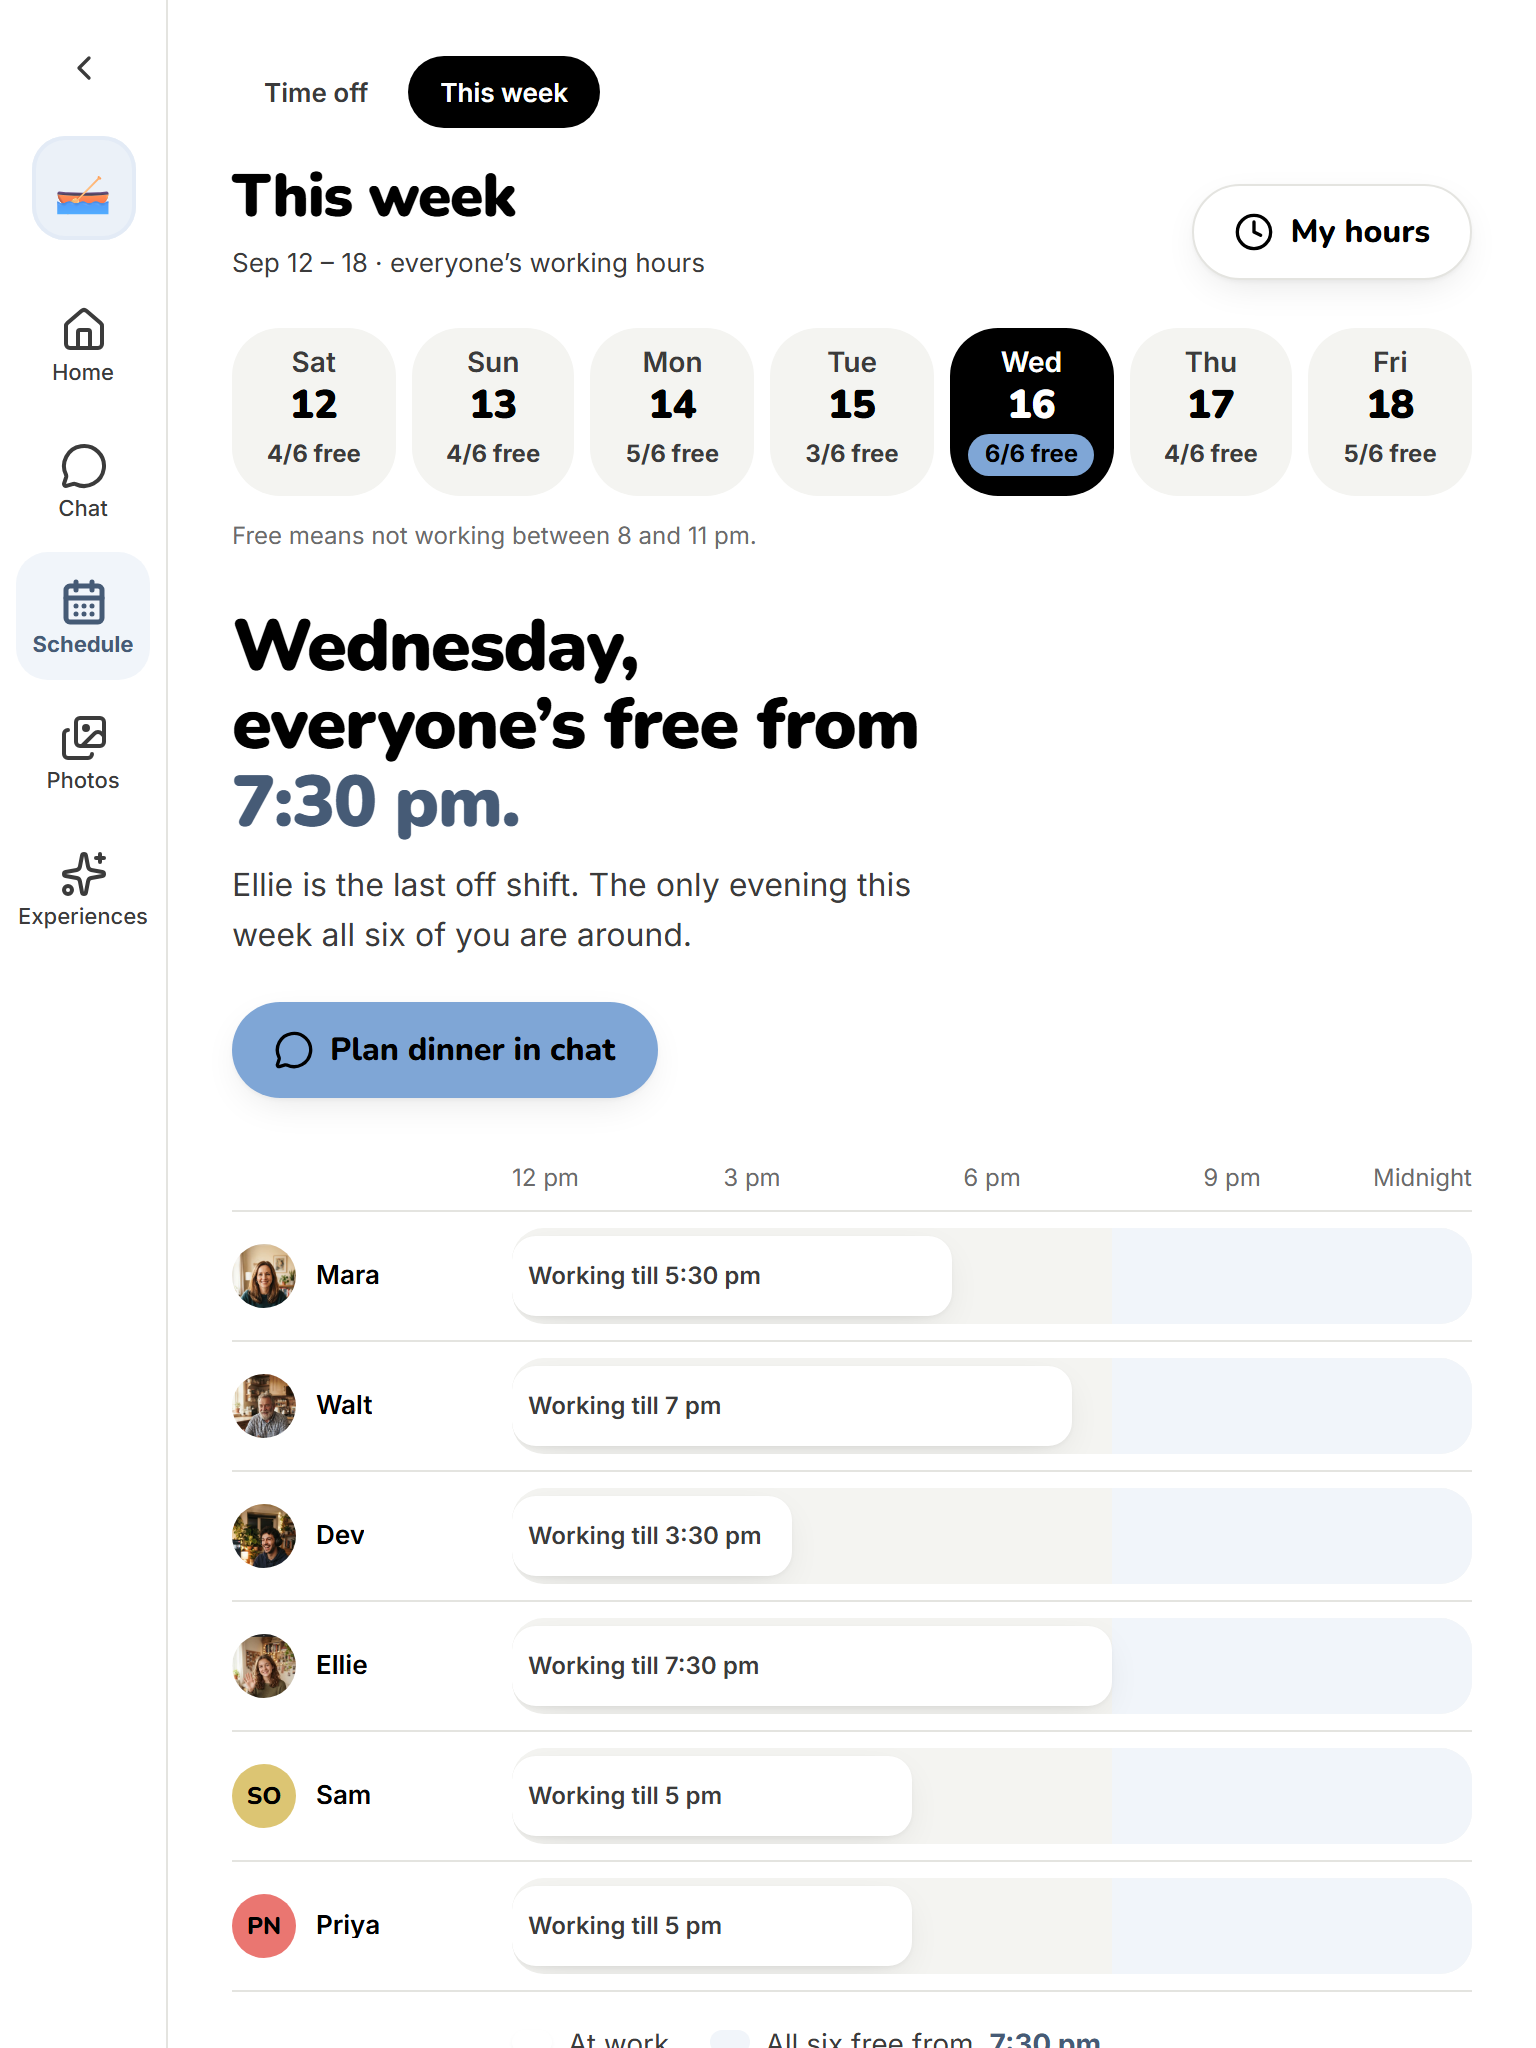 Time off
This week
This week
Sep 12 – 18 · everyone’s working hours
My hours
Home
Chat
Schedule
Photos
Experiences
Sat
12
4/6 free
Sun
13
4/6 free
Mon
14
5/6 free
Tue
15
3/6 free
Wed
16
6/6 free
Thu
17
4/6 free
Fri
18
5/6 free
Free means not working between 8 and 11 pm.
Wednesday,
everyone’s free from
7:30 pm.
Ellie is the last off shift. The only evening this
week all six of you are around.
Plan dinner in chat
12 pm 3 pm 6 pm 9 pm Midnight
Mara Working till 5:30 pm
Walt Working till 7 pm
Dev Working till 3:30 pm
Ellie Working till 7:30 pm
SO Sam Working till 5 pm
PN Priya Working till 5 pm
At work All six free from 7:30 pm